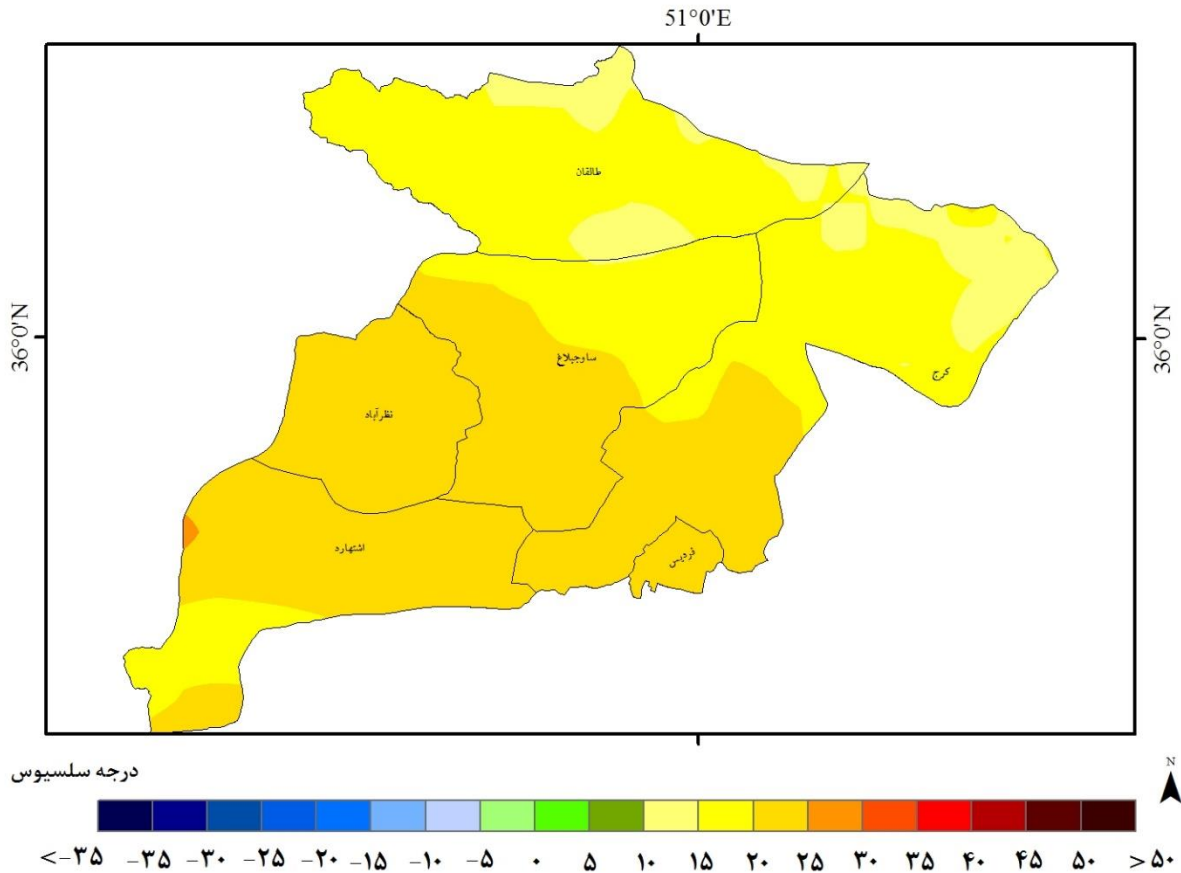 51°0'E
36°0'N
36°0'N
طالقان
ساوجبلاغ
کرج
نظرآباد
اشتهارد
فردیس
درجه سلسیوس
N
<-۳۵ -۳۵ -۳۰ -۲۵ -۲۰ -۱۵ -۱۰ -۵ ۰ ۵ ۱۰ ۱۵ ۲۰ ۲۵ ۳۰ ۳۵ ۴۰ ۴۵ ۵۰ >۵۰